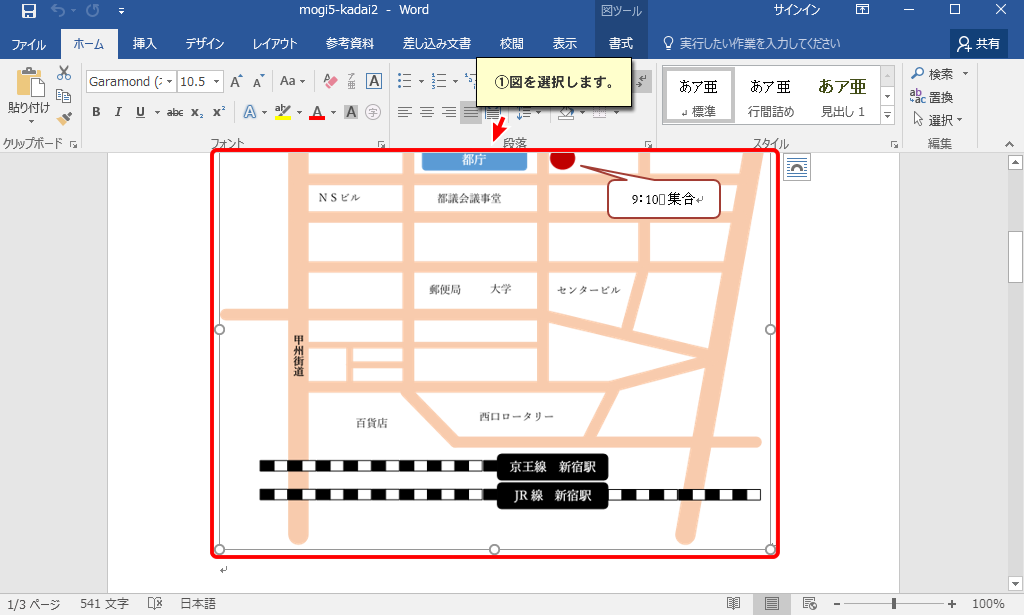 mogi5-kadai2 - Word
図ツール
サインイン
ファイル ホーム 挿入 デザイン レイアウト 参考資料 差し込み文書 校閲 表示 書式 実行したい作業を入力してください 共有
貼り付け
クリップボード
Garamond (
10.5
Aa
A
B I U abc x₂ x²
A A A 字
フォント
段落
①図を選択します。
あア亜 あア亜 あア亜
↲標準 行間詰め 見出し 1
スタイル
検索
置換
選択
編集
都庁
NSビル
都議会議事堂
9:10 集合↵
郵便局
大学
センタービル
甲州街道
百貨店
西口ロータリー
京王線 新宿駅
JR線 新宿駅
↵
1/3 ページ 541 文字 日本語 100%